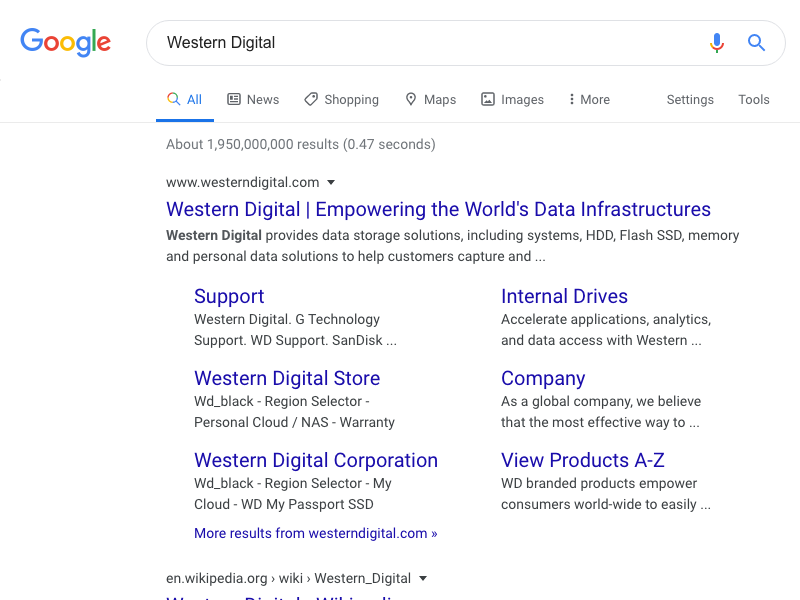 Google
Western Digital
All News Shopping Maps Images More Settings Tools
About 1,950,000,000 results (0.47 seconds)
www.westerndigital.com
Western Digital | Empowering the World's Data Infrastructures
Western Digital provides data storage solutions, including systems, HDD, Flash SSD, memory
and personal data solutions to help customers capture and ...
Support
Western Digital. G Technology
Support. WD Support. SanDisk ...
Internal Drives
Accelerate applications, analytics,
and data access with Western ...
Western Digital Store
Wd_black - Region Selector -
Personal Cloud / NAS - Warranty
Company
As a global company, we believe
that the most effective way to ...
Western Digital Corporation
Wd_black - Region Selector - My
Cloud - WD My Passport SSD
View Products A-Z
WD branded products empower
consumers world-wide to easily ...
More results from westerndigital.com »
en.wikipedia.org › wiki › Western_Digital
Western Digital - Wikipedia